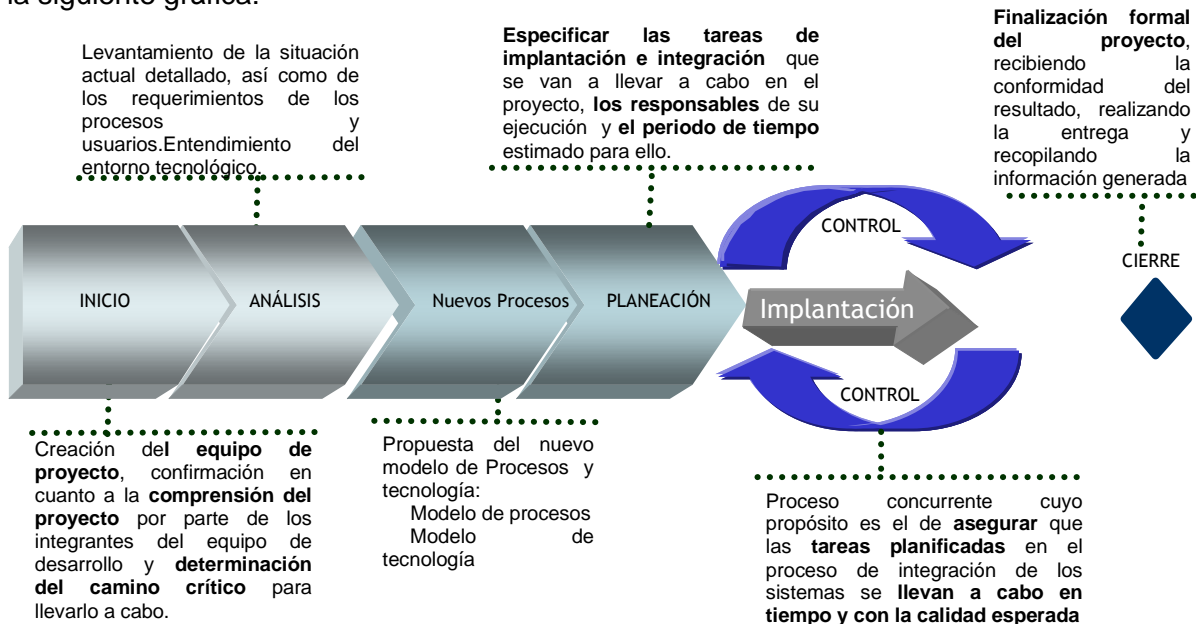 la siguiente gráfica:
Levantamiento de la situación
actual detallado, así como de
los requerimientos de los
procesos y
usuarios.Entendimiento del
entorno tecnológico.
Especificar las tareas de
implantación e integración que
se van a llevar a cabo en el
proyecto, los responsables de su
ejecución y el periodo de tiempo
estimado para ello.
Finalización formal
del proyecto,
recibiendo la
conformidad del
resultado, realizando
la entrega y
recopilando la
información generada
INICIO
ANÁLISIS
Nuevos Procesos
PLANEACIÓN
CONTROL
Implantación
CONTROL
CIERRE
Creación del equipo de
proyecto, confirmación en
cuanto a la comprensión del
proyecto por parte de los
integrantes del equipo de
desarrollo y determinación
del camino crítico para
llevarlo a cabo.
Propuesta del nuevo
modelo de Procesos y
tecnología:
Modelo de procesos
Modelo de
tecnología
Proceso concurrente cuyo
propósito es el de asegurar que
las tareas planificadas en el
proceso de integración de los
sistemas se llevan a cabo en
tiempo y con la calidad esperada